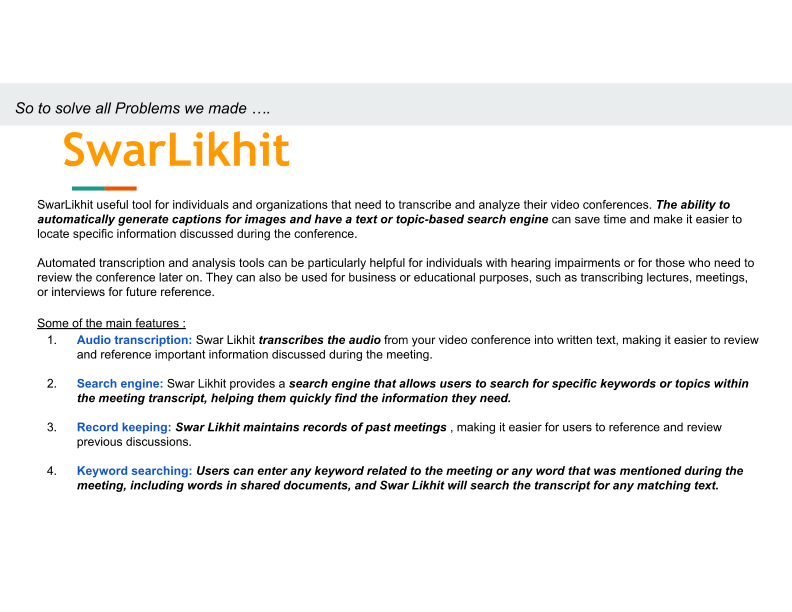 So to solve all Problems we made ….
SwarLikhit
SwarLikhit useful tool for individuals and organizations that need to transcribe and analyze their video conferences. The ability to
automatically generate captions for images and have a text or topic-based search engine can save time and make it easier to
locate specific information discussed during the conference.
Automated transcription and analysis tools can be particularly helpful for individuals with hearing impairments or for those who need to
review the conference later on. They can also be used for business or educational purposes, such as transcribing lectures, meetings,
or interviews for future reference.
Some of the main features :
1. Audio transcription: Swar Likhit transcribes the audio from your video conference into written text, making it easier to review
and reference important information discussed during the meeting.
2. Search engine: Swar Likhit provides a search engine that allows users to search for specific keywords or topics within
the meeting transcript, helping them quickly find the information they need.
3. Record keeping: Swar Likhit maintains records of past meetings , making it easier for users to reference and review
previous discussions.
4. Keyword searching: Users can enter any keyword related to the meeting or any word that was mentioned during the
meeting, including words in shared documents, and Swar Likhit will search the transcript for any matching text.